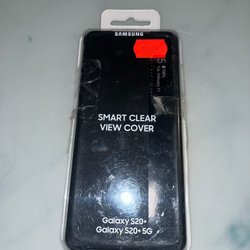 SAMSUNG
SMART CLEAR
VIEW COVER
Galaxy S20+
Galaxy S20+ 5G